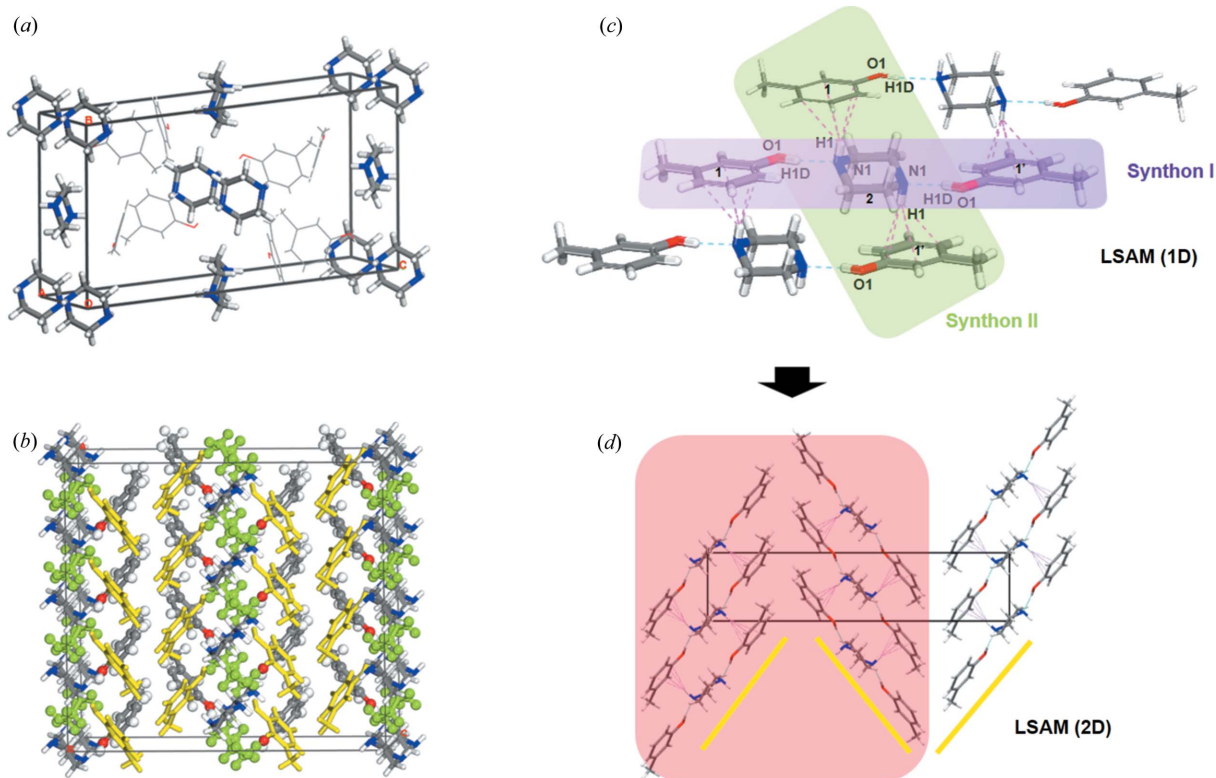 (a)
B
A
O
C
(b)
(c)
O1
H1D
1
H1
O1
H1D
1
N1
N1
2
H1D
O1
1'
H1
Synthon I
1'
O1
LSAM (1D)
Synthon II
(d)
LSAM (2D)